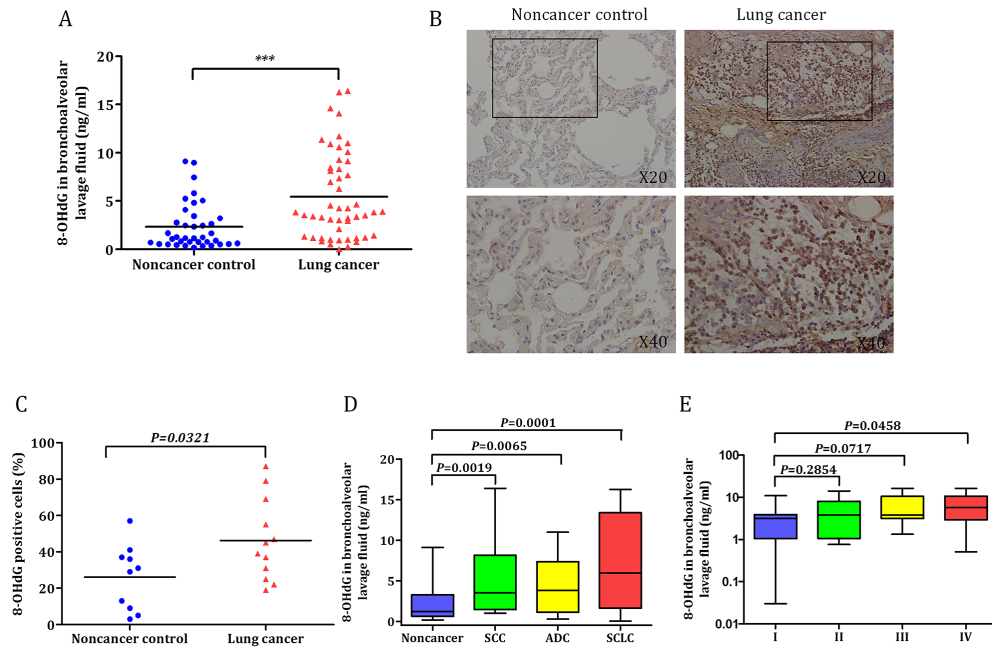 A
8-OHdG in bronchoalveolar
lavage fluid (ng/ml)
20
15
10
5
0
***
Noncancer control
Lung cancer
B
Noncancer control
Lung cancer
X20
X20
X40
X40
C
8-OHdG positive cells (%)
100
80
60
40
20
0
P=0.0321
Noncancer control
Lung cancer
D
8-OHdG in bronchoalveolar
lavage fluid (ng/ml)
20
15
10
5
0
P=0.0001
P=0.0065
P=0.0019
Noncancer
SCC
ADC
SCLC
E
8-OHdG in bronchoalveolar
lavage fluid (ng/ml)
100
10
1
0.1
0.01
P=0.0458
P=0.0717
P=0.2854
I
II
III
IV